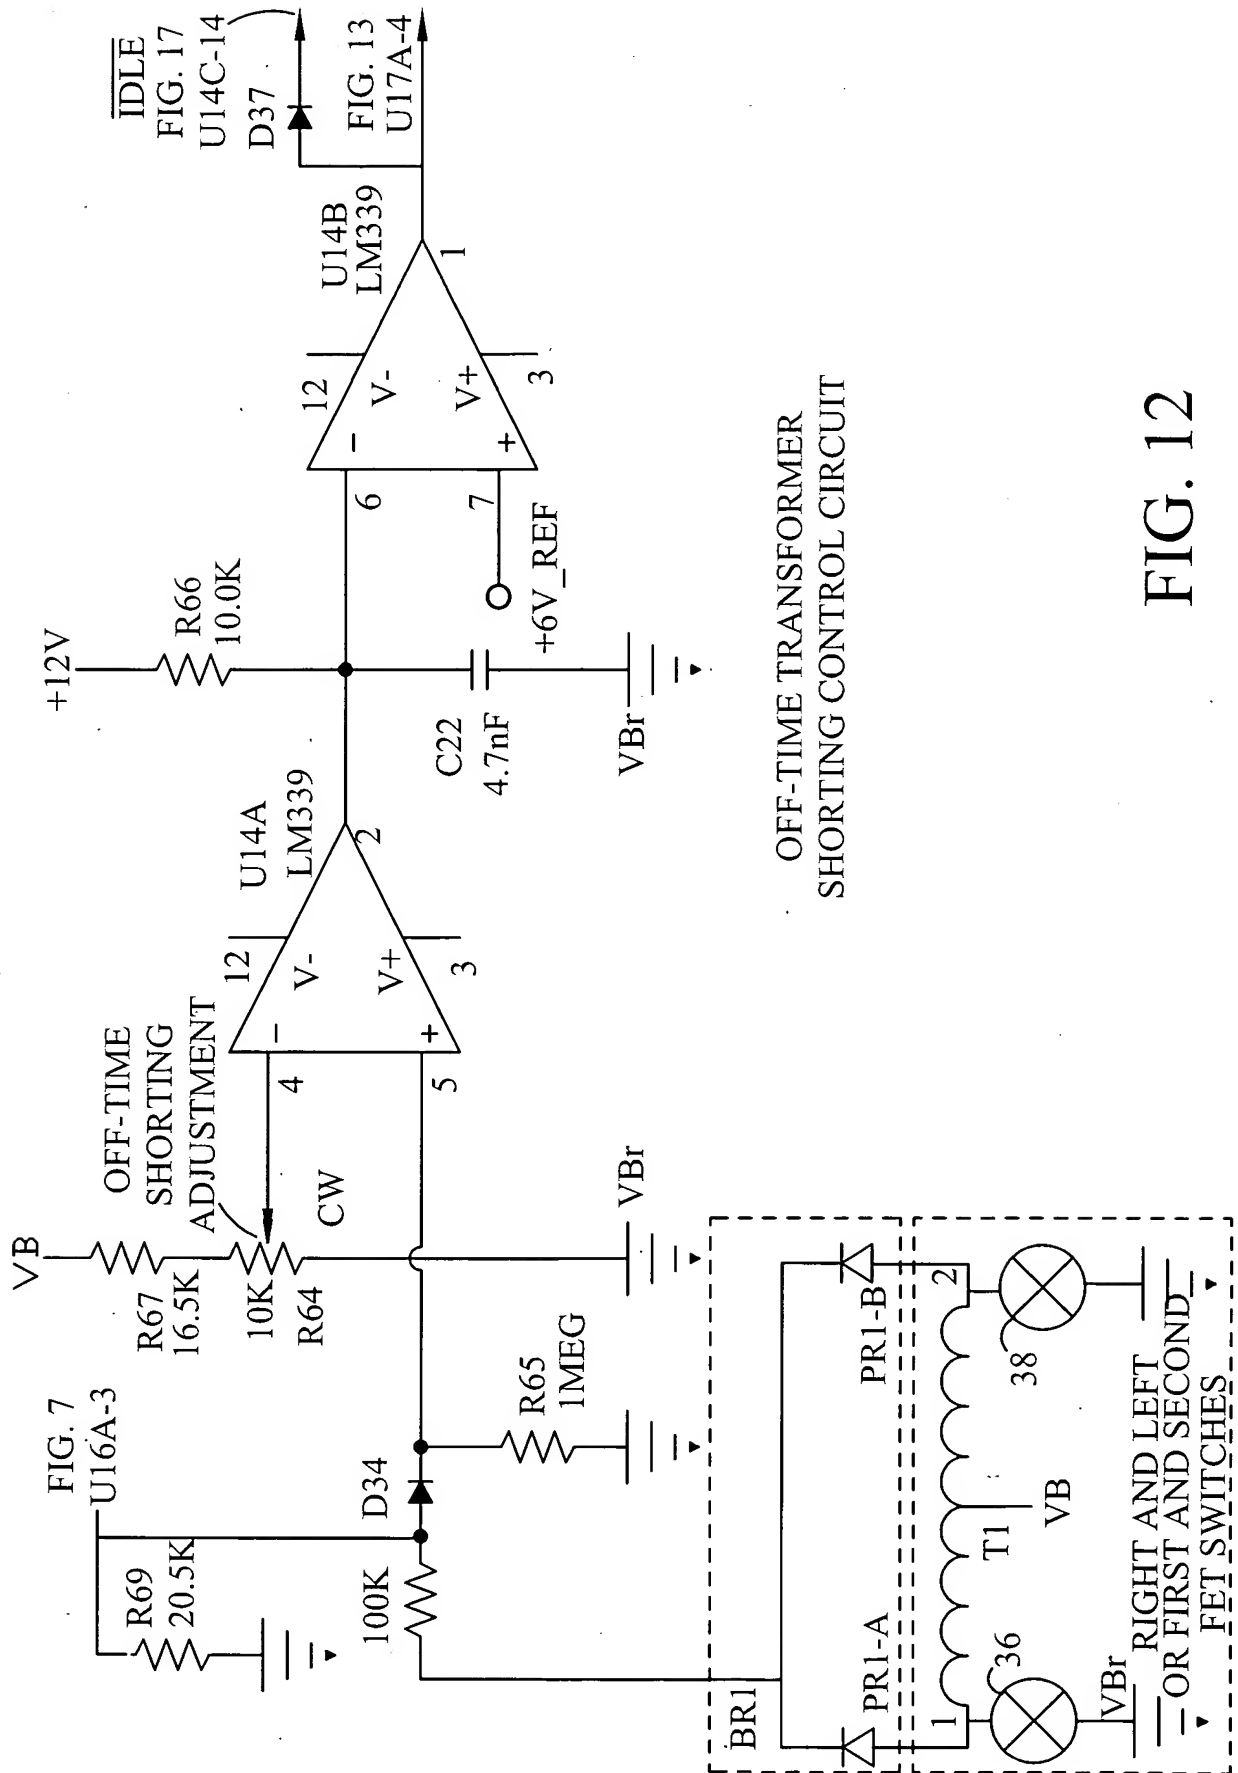 IDLE
FIG. 17
U14C-14
D37
FIG. 13
U17A-4
U14B
LM339
12
V-
V+
3
-
+
6
7
1
+6V_REF
+12V
R66
10.0K
C22
4.7nF
VBr
U14A
LM339
12
V-
V+
3
-
+
4
5
2
OFF-TIME
SHORTING
ADJUSTMENT
VB
R67
16.5K
10K
R64
CW
VBr
FIG. 7
U16A-3
R69
20.5K
D34
100K
R65
1MEG
BR1
PR1-A
PR1-B
1
2
T1
VB
36
38
VBr
RIGHT AND LEFT
OR FIRST AND SECOND
FET SWITCHES
OFF-TIME TRANSFORMER
SHORTING CONTROL CIRCUIT
FIG. 12